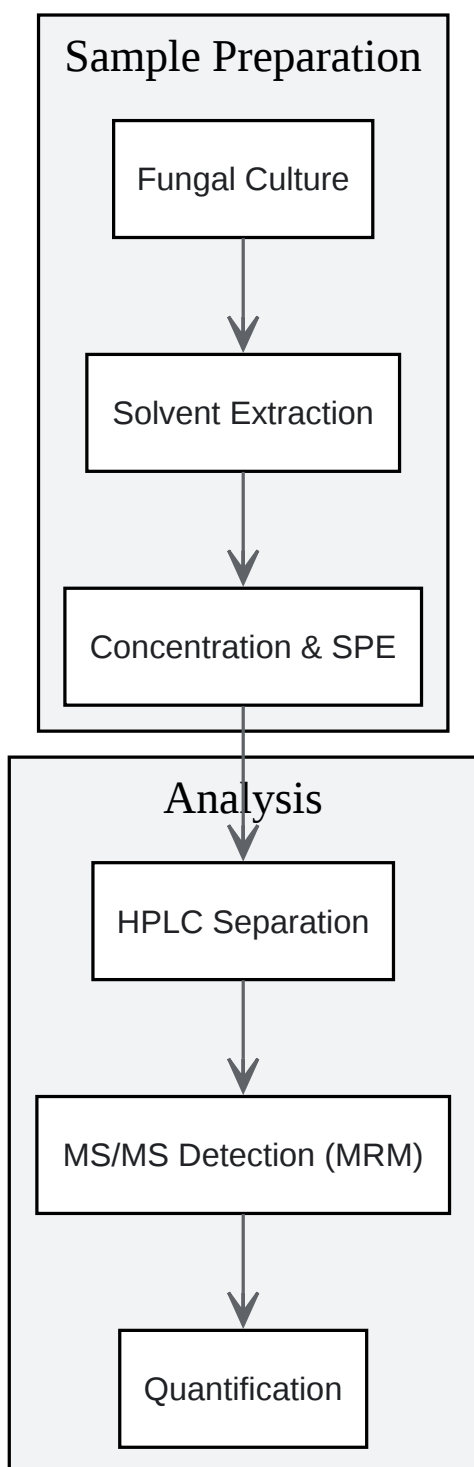 Sample Preparation
Fungal Culture
Solvent Extraction
Concentration & SPE
Analysis
HPLC Separation
MS/MS Detection (MRM)
Quantification